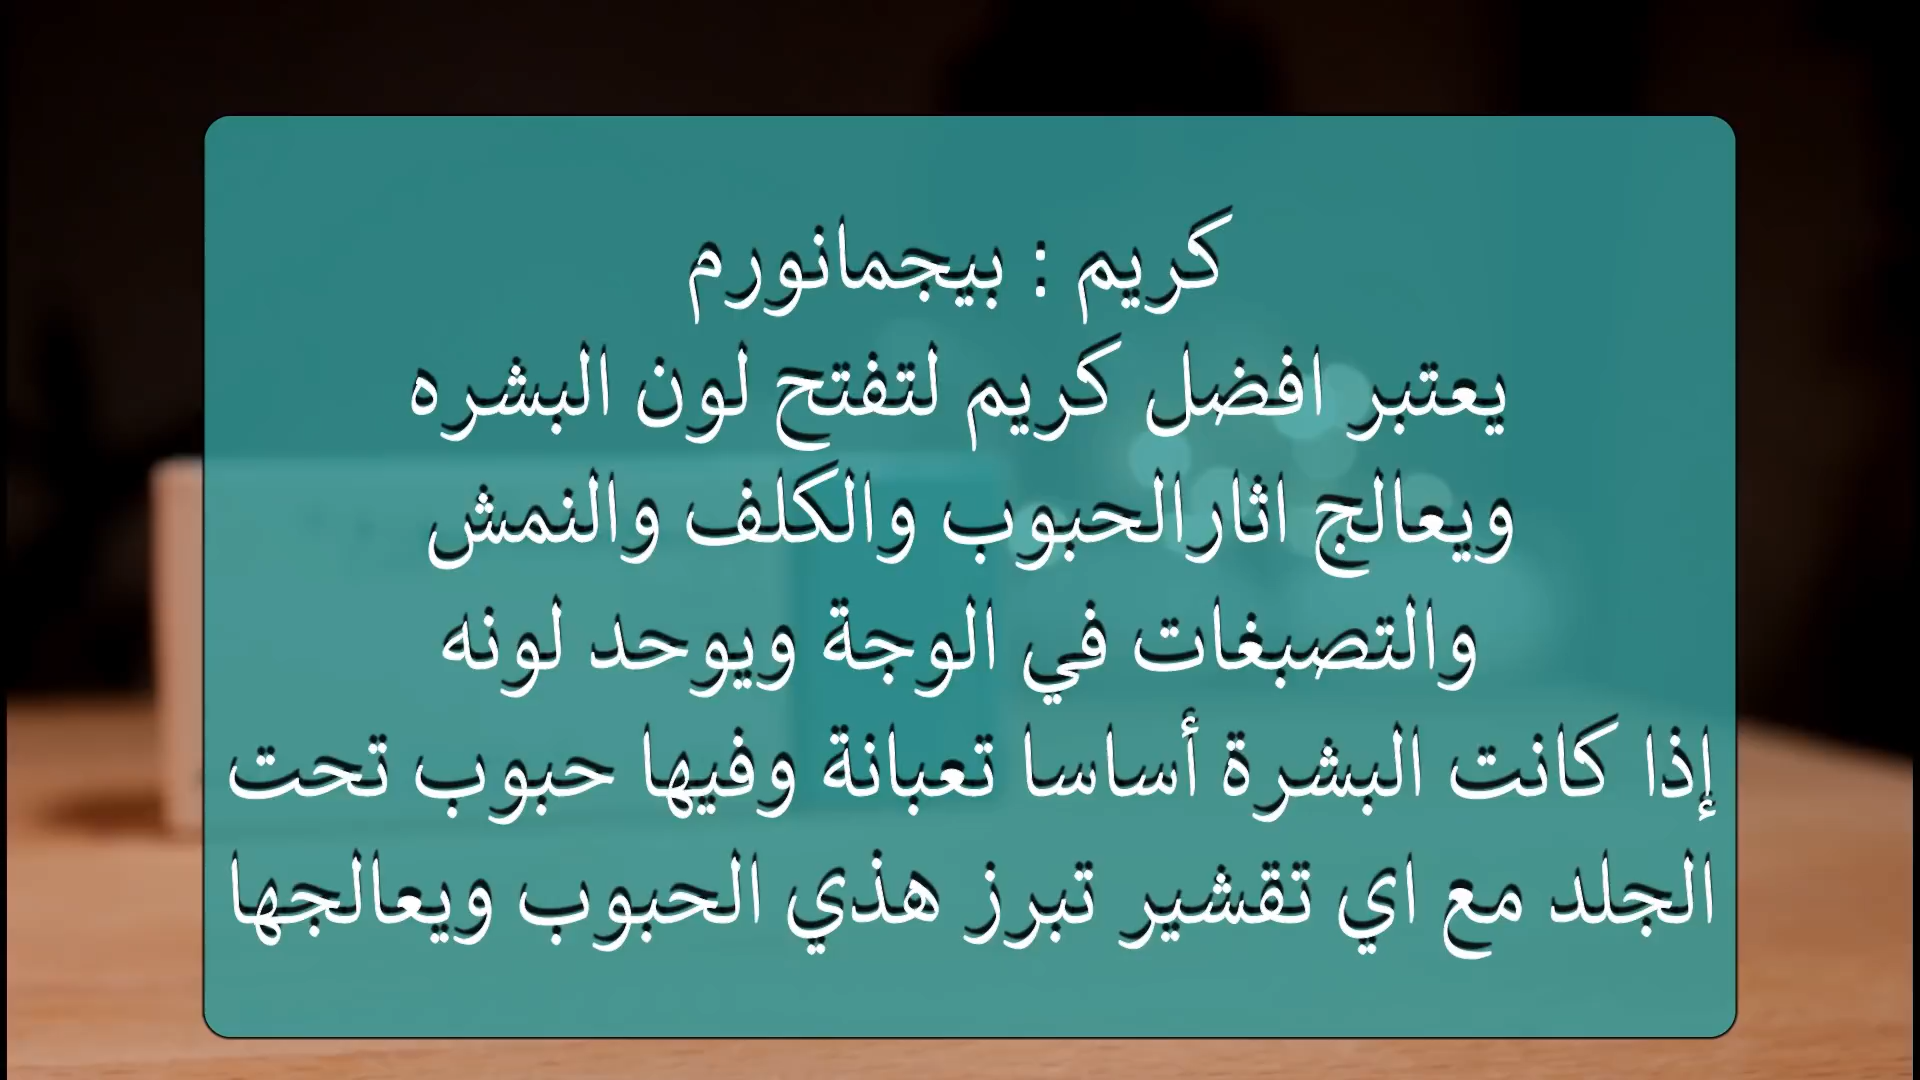 كريم : بيجمانورم
يعتبر افضل كريم لتفتح لون البشره
ويعالج اثارالحبوب والكلف والنمش
والتصبغات في الوجة ويوحد لونه
إذا كانت البشرة أساسا تعبانة وفيها حبوب تحت
الجلد مع اي تقشير تبرز هذي الحبوب ويعالجها